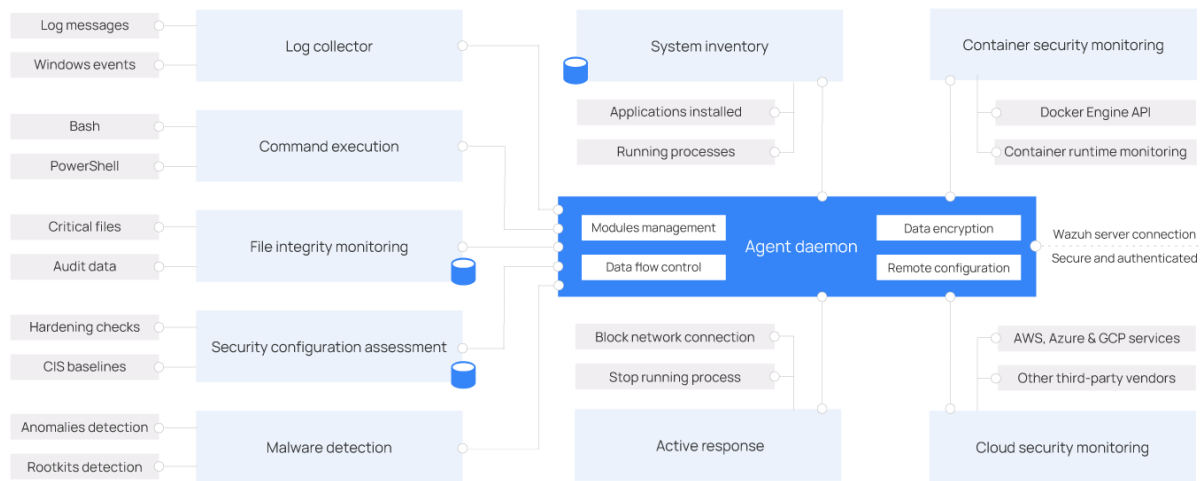 Log messages
Windows events
Log collector
Bash
PowerShell
Command execution
Critical files
Audit data
File integrity monitoring
Hardening checks
CIS baselines
Security configuration assessment
Anomalies detection
Rootkits detection
Malware detection
System inventory
Applications installed
Running processes
Container security monitoring
Docker Engine API
Container runtime monitoring
Modules management
Data flow control
Agent daemon
Data encryption
Remote configuration
Wazuh server connection
Secure and authenticated
Block network connection
Stop running process
Active response
AWS, Azure & GCP services
Other third-party vendors
Cloud security monitoring